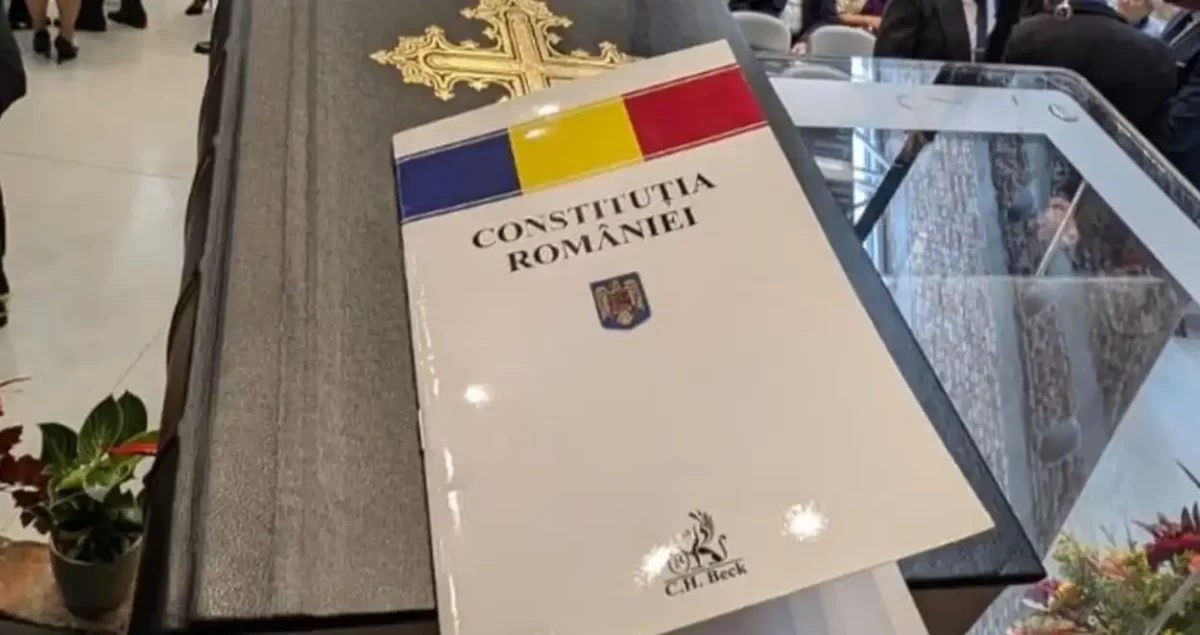 CONSTITUȚIA
ROMÂNIEI
C.H. Beck